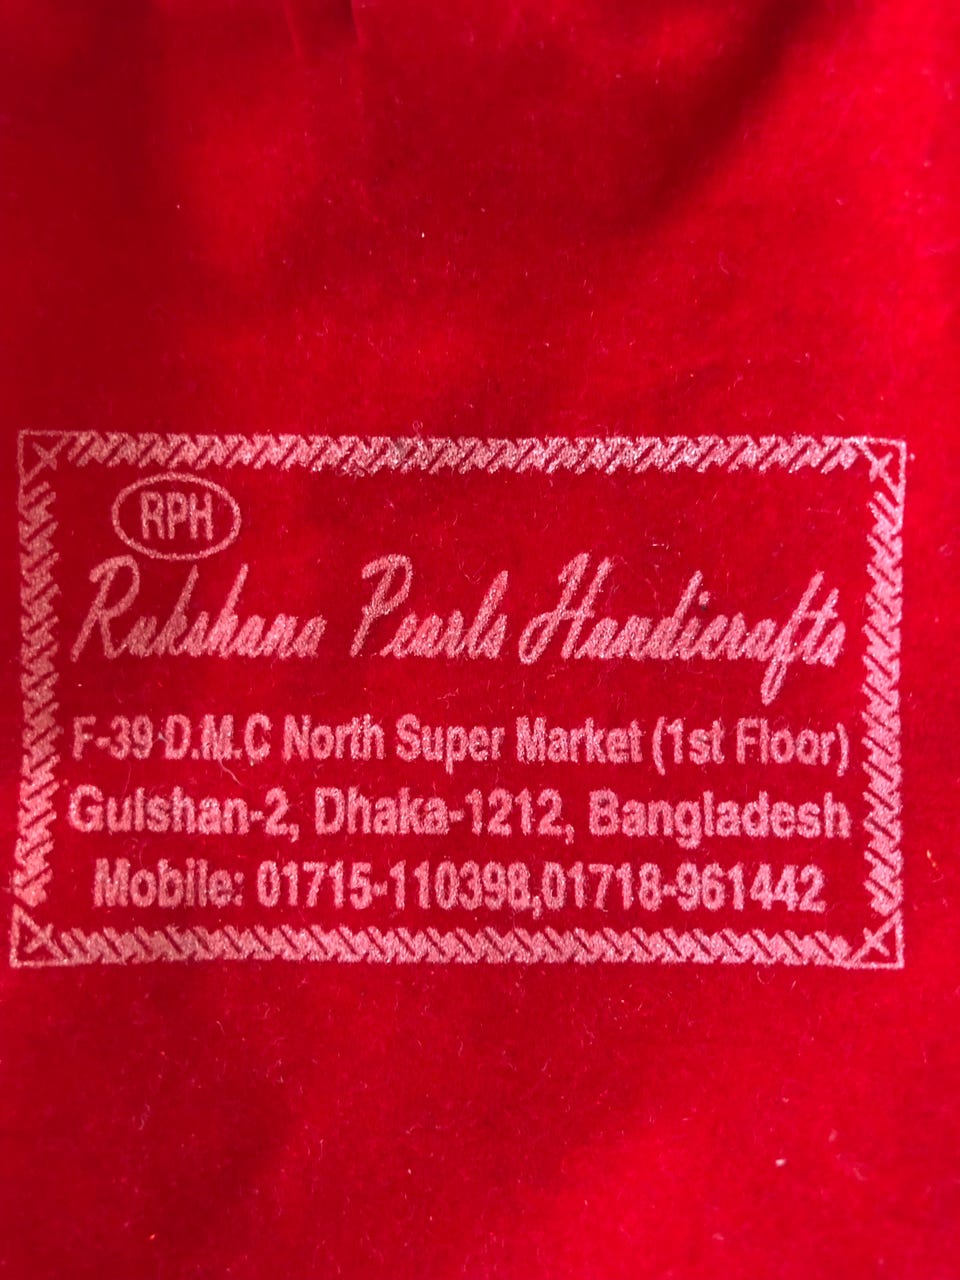 RPH
Rukshana Pearls Handicrafts
F-39 D.M.C North Super Market (1st Floor)
Gulshan-2, Dhaka-1212, Bangladesh
Mobile: 01715-110398,01718-961442